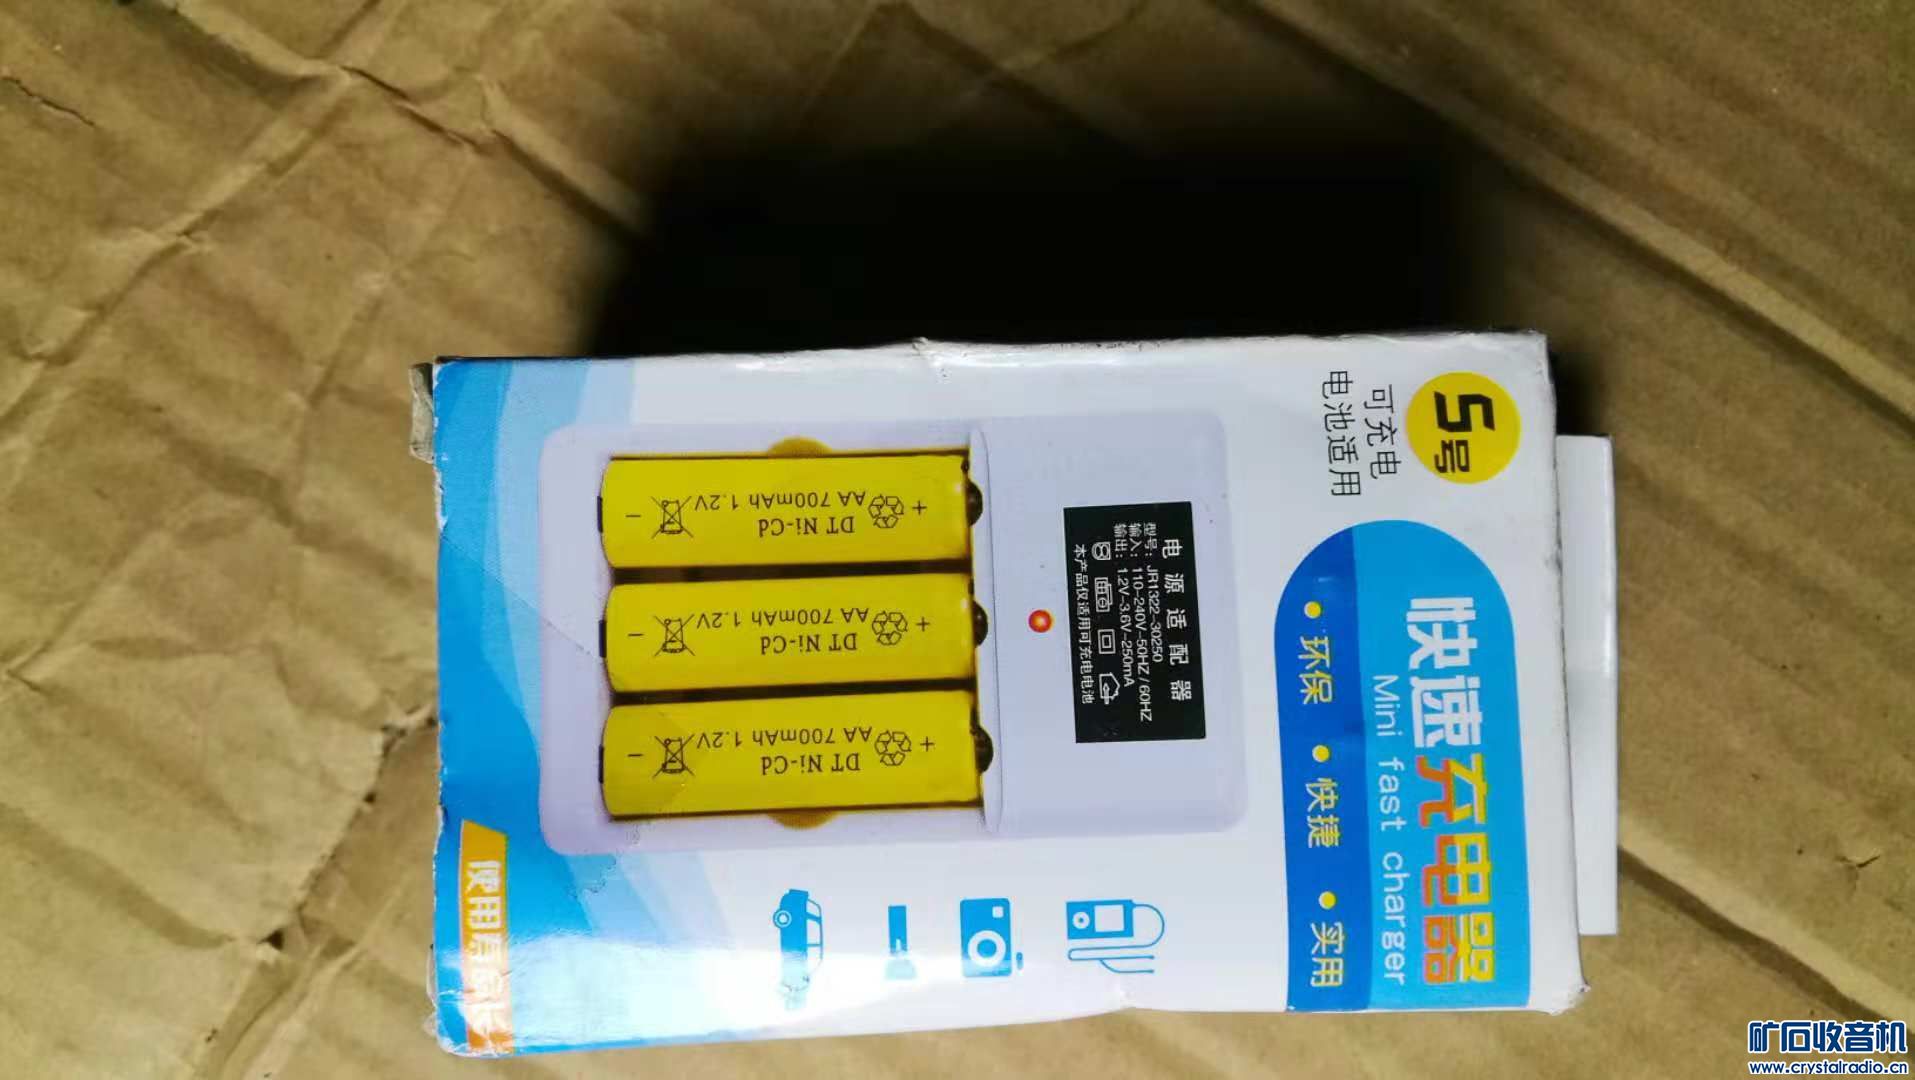 5号
可充电
电池适用
快速充电器
Mini fast charger
环保
快捷
实用
电源适配器
型号：JR1322-30250
输入：110-240V~50HZ/60HZ
输出：1.2V-3.6V-250mA
本产品仅适用可充电电池
DT Ni-Cd
AA 700mAh 1.2V
+
-
DT Ni-Cd
AA 700mAh 1.2V
+
-
DT Ni-Cd
AA 700mAh 1.2V
+
-
使用寿命长
矿石收音机
www.crystalradio.cn